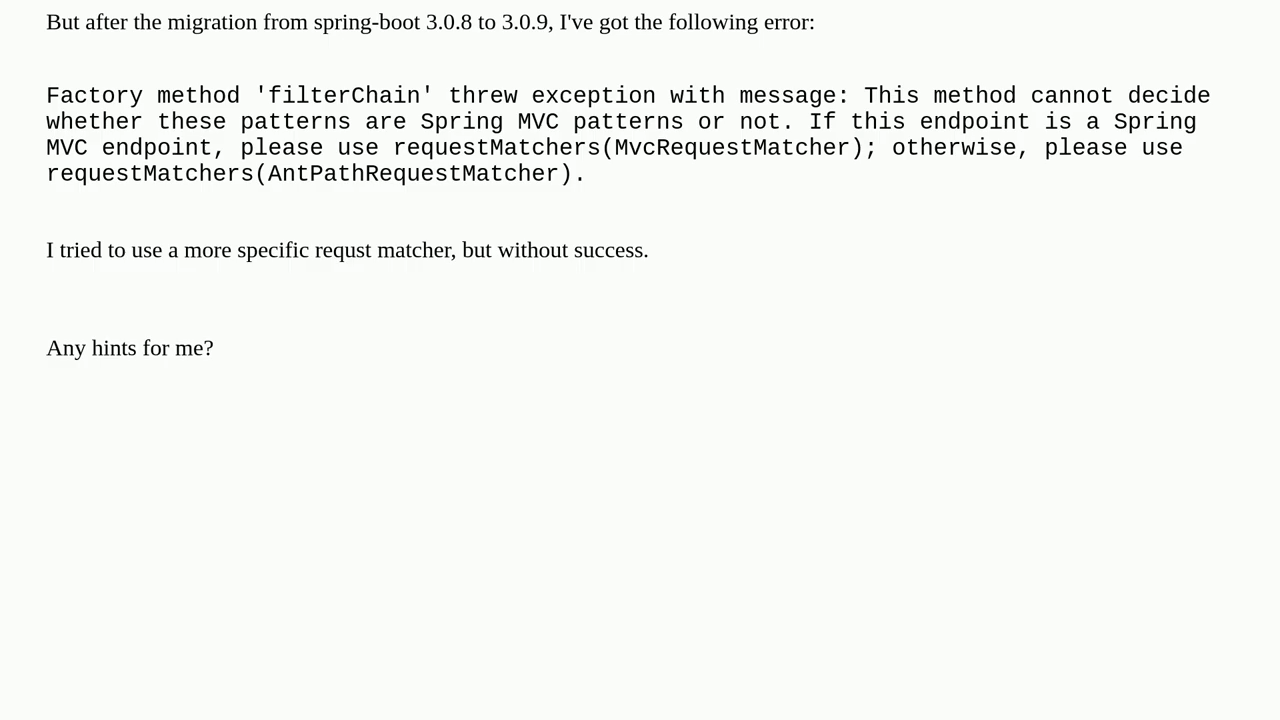 But after the migration from spring-boot 3.0.8 to 3.0.9, I've got the following error:
Factory method 'filterChain' threw exception with message: This method cannot decide
whether these patterns are Spring MVC patterns or not. If this endpoint is a Spring
MVC endpoint, please use requestMatchers(MvcRequestMatcher); otherwise, please use
requestMatchers(AntPathRequestMatcher).
I tried to use a more specific requst matcher, but without success.
Any hints for me?